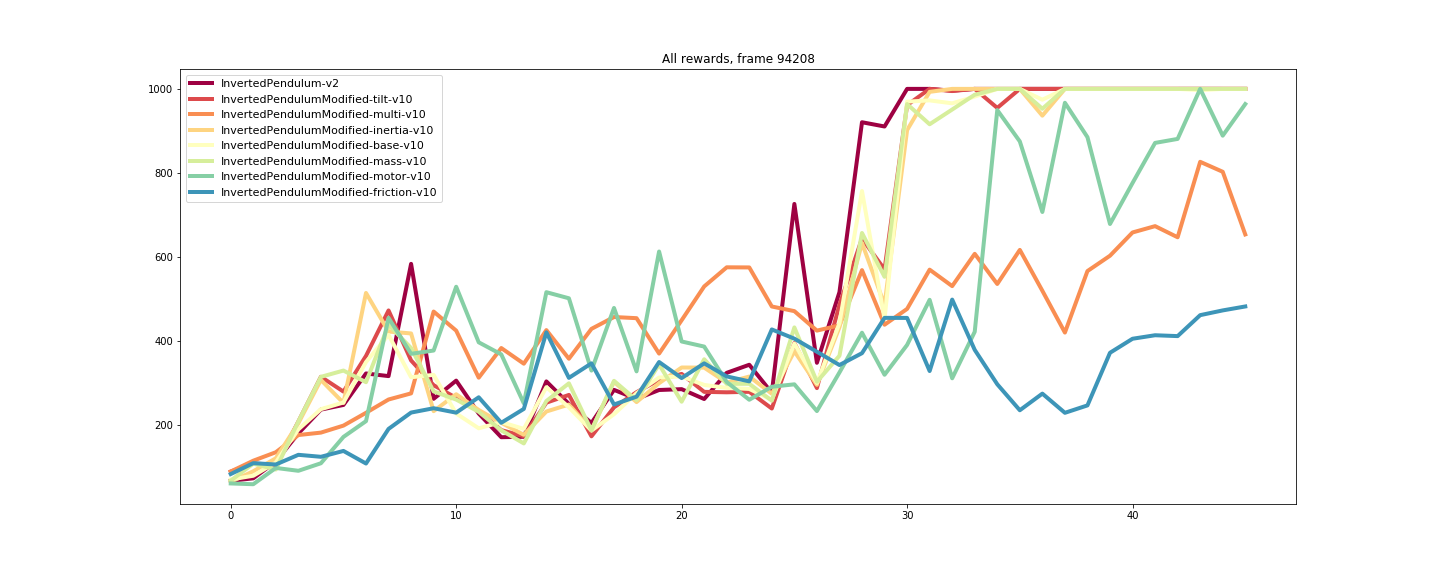 All rewards, frame 94208
InvertedPendulum-v2
InvertedPendulumModified-tilt-v10
InvertedPendulumModified-multi-v10
InvertedPendulumModified-inertia-v10
InvertedPendulumModified-base-v10
InvertedPendulumModified-mass-v10
InvertedPendulumModified-motor-v10
InvertedPendulumModified-friction-v10
1000
800
600
400
200
0 10 20 30 40